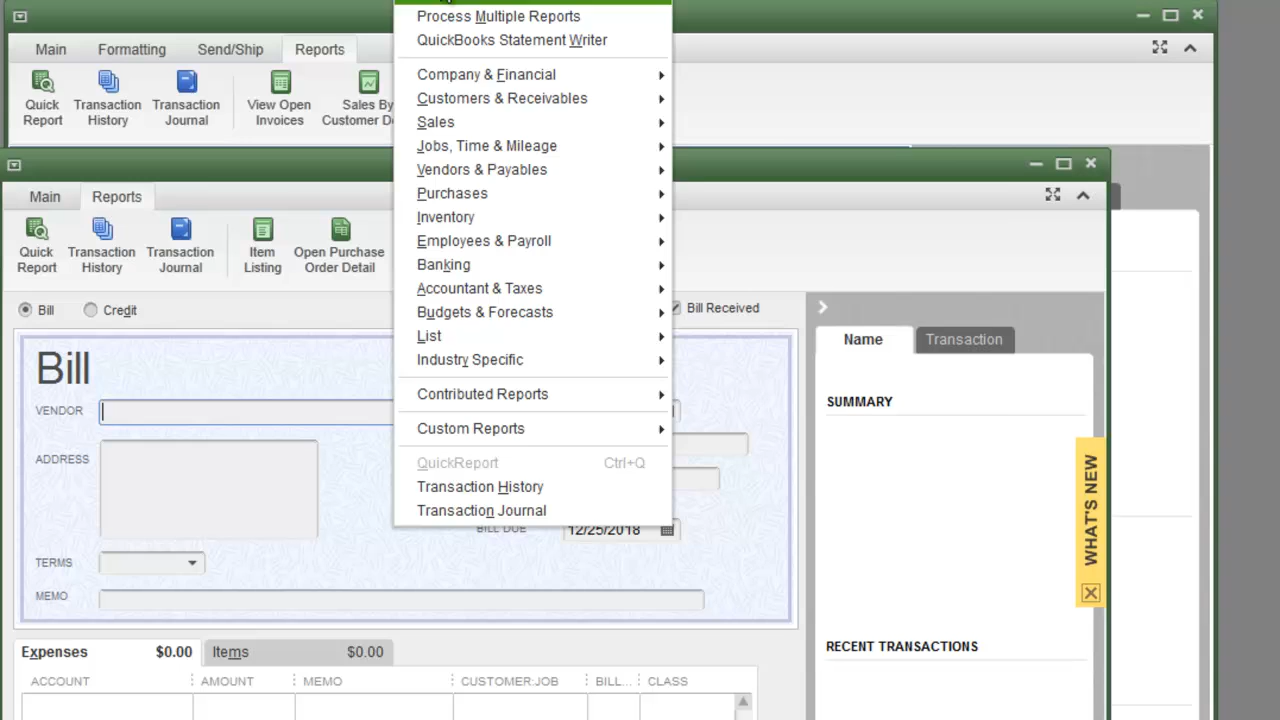 Process Multiple Reports
QuickBooks Statement Writer
Main Formatting Send/Ship Reports
Quick Report
Transaction History
Transaction Journal
View Open Invoices
Sales By
Customer
Company & Financial
Customers & Receivables
Sales
Jobs, Time & Mileage
Vendors & Payables
Purchases
Inventory
Employees & Payroll
Banking
Accountant & Taxes
Budgets & Forecasts
List
Industry Specific
Contributed Reports
Custom Reports
QuickReport Ctrl+Q
Transaction History
Transaction Journal
Main Reports
Quick Report
Transaction History
Transaction Journal
Item Listing
Open Purchase Order Detail
Bill Credit
Bill Received
Bill
VENDOR
ADDRESS
BILL DUE 12/25/2018
TERMS
MEMO
Expenses $0.00 Items $0.00
ACCOUNT AMOUNT MEMO CUSTOMER:JOB BILL... CLASS
Name Transaction
SUMMARY
WHAT'S NEW
RECENT TRANSACTIONS